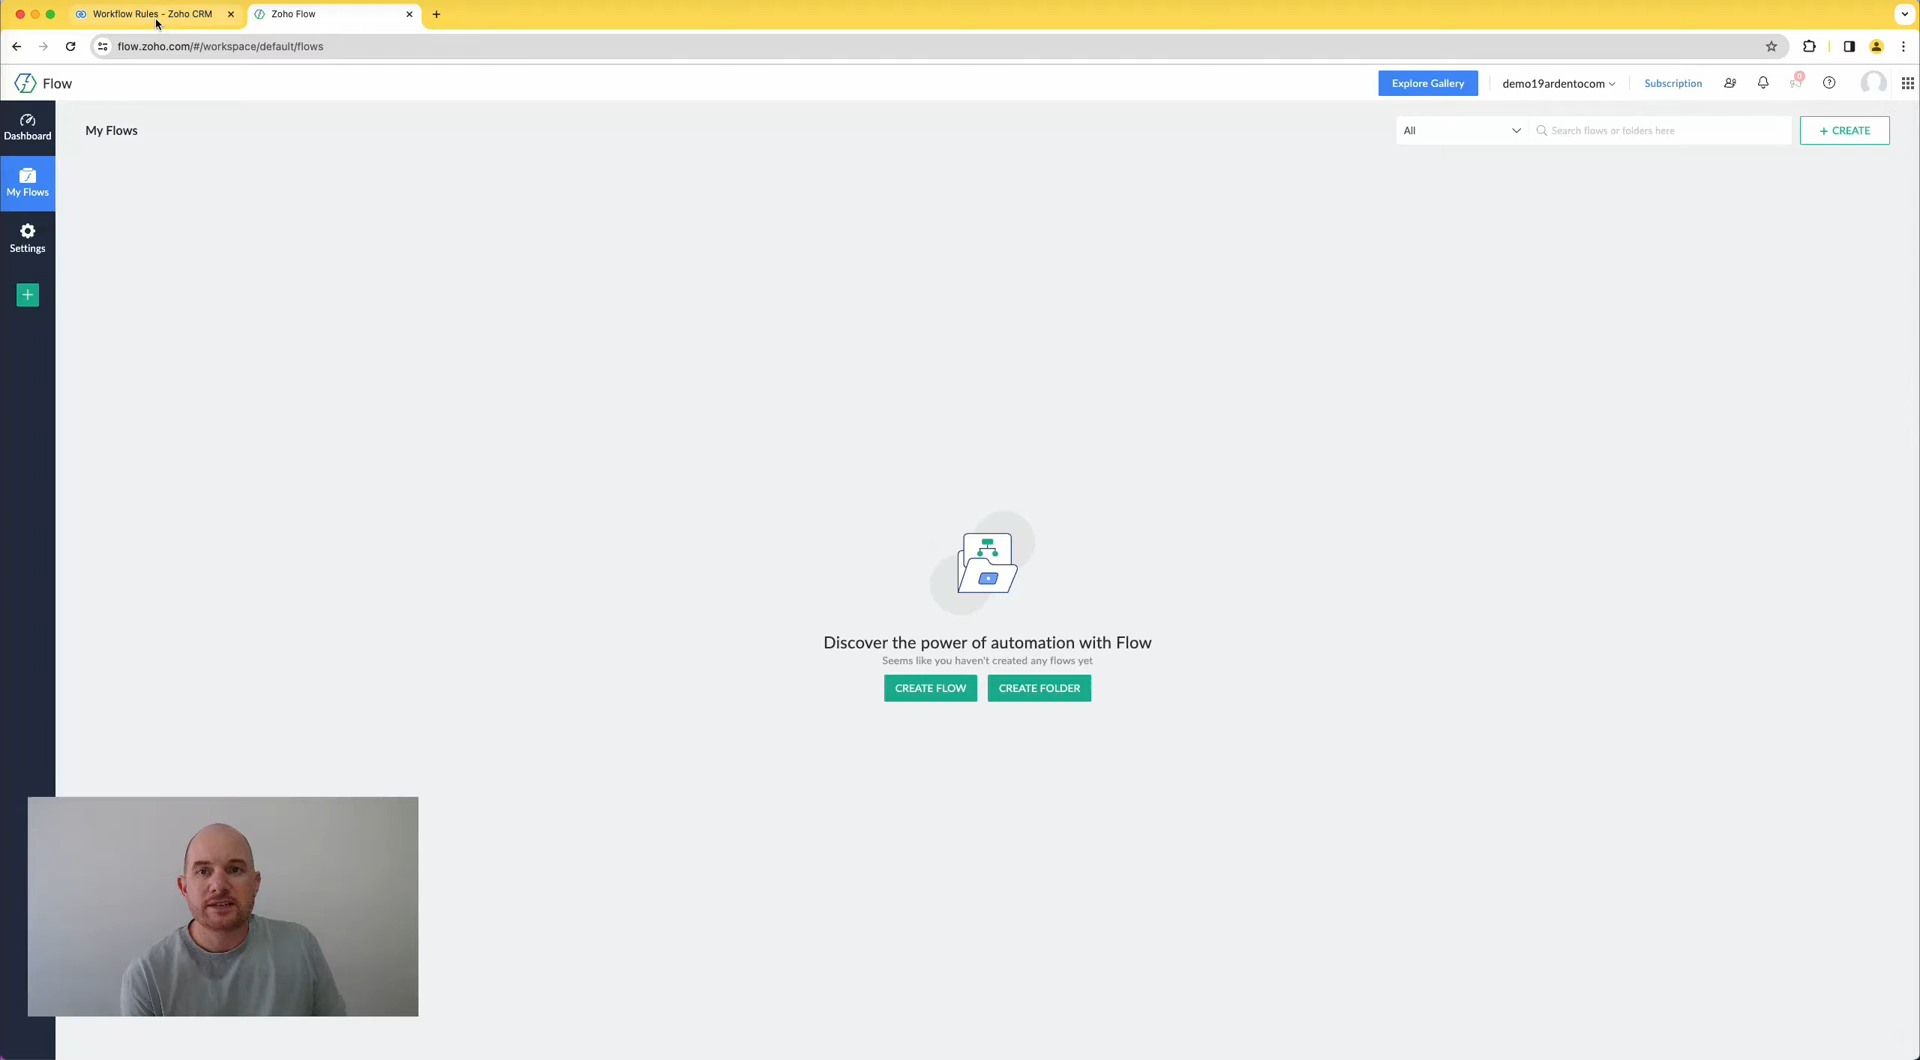 Workflow Rules - Zoho CRM
Zoho Flow
flow.zoho.com/#/workspace/default/flows
Flow
Explore Gallery
demo19ardentocom
Subscription
0
Dashboard
My Flows
Settings
My Flows
All
Search flows or folders here
+ CREATE
Discover the power of automation with Flow
Seems like you haven't created any flows yet
CREATE FLOW
CREATE FOLDER